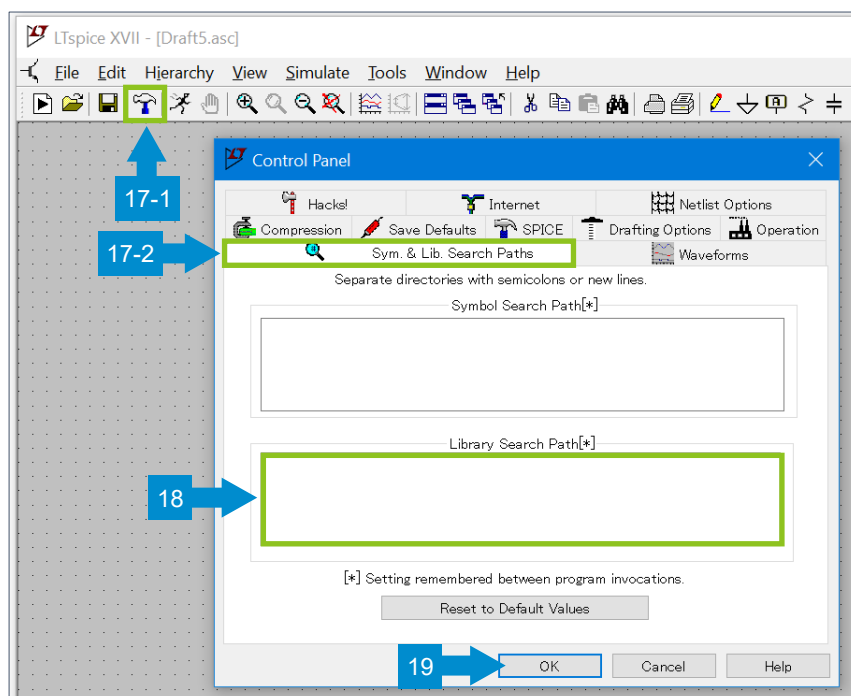 LTspice XVII - [Draft5.asc]
File Edit Hierarchy View Simulate Tools Window Help
17-1
Control Panel
Hacks! Internet Netlist Options
Compression Save Defaults SPICE Drafting Options Operation
17-2
Sym. & Lib. Search Paths Waveforms
Separate directories with semicolons or new lines.
Symbol Search Path[*]
Library Search Path[*]
18
[*] Setting remembered between program invocations.
Reset to Default Values
19
OK Cancel Help